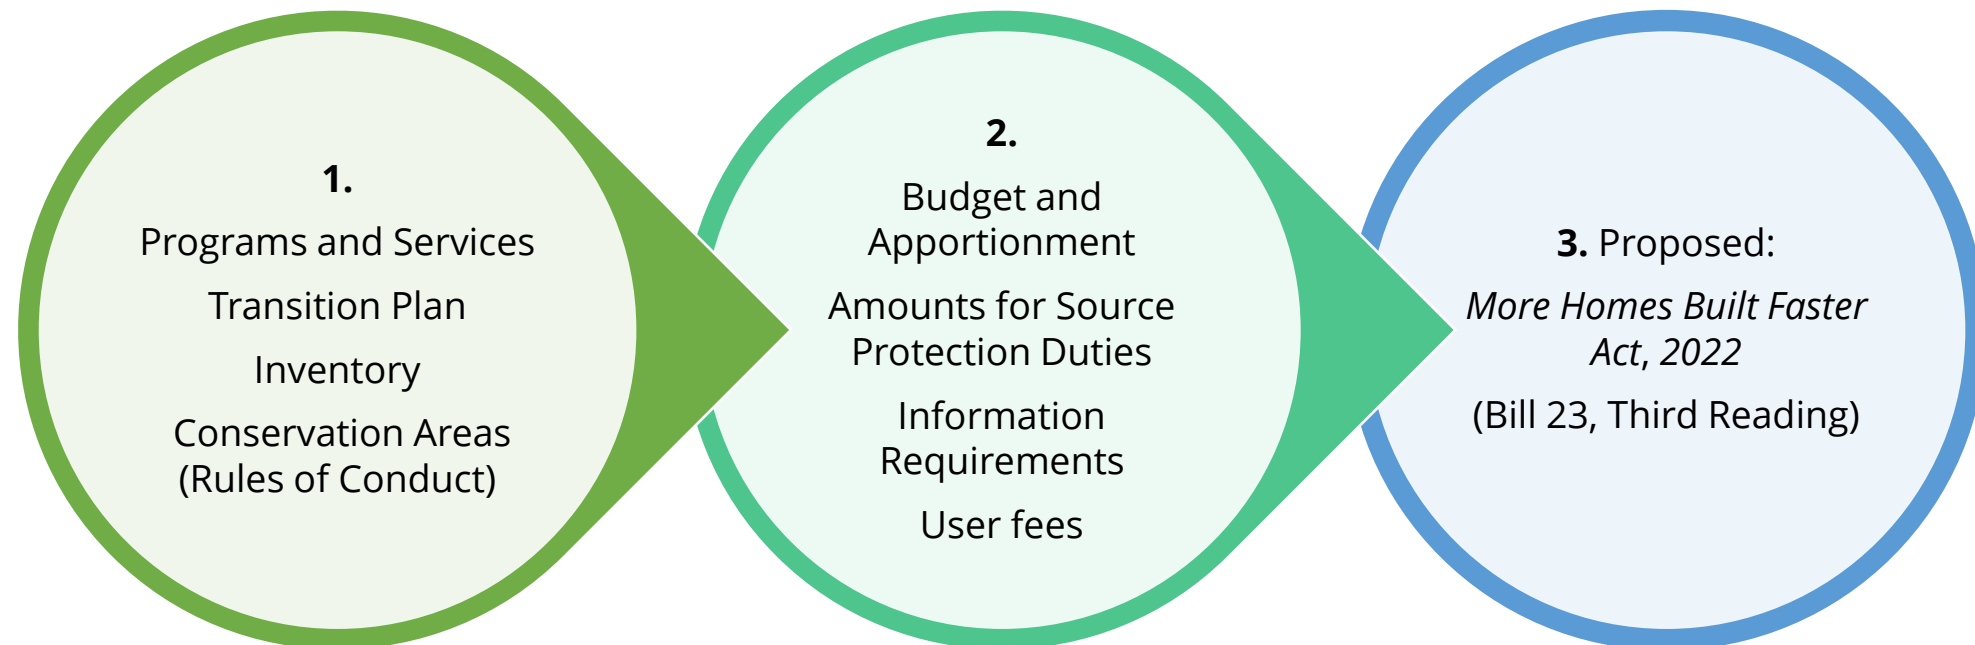 1.
Programs and Services
Transition Plan
Inventory
Conservation Areas
(Rules of Conduct)
2.
Budget and
Apportionment
Amounts for Source
Protection Duties
Information
Requirements
User fees
3. Proposed:
More Homes Built Faster
Act, 2022
(Bill 23, Third Reading)